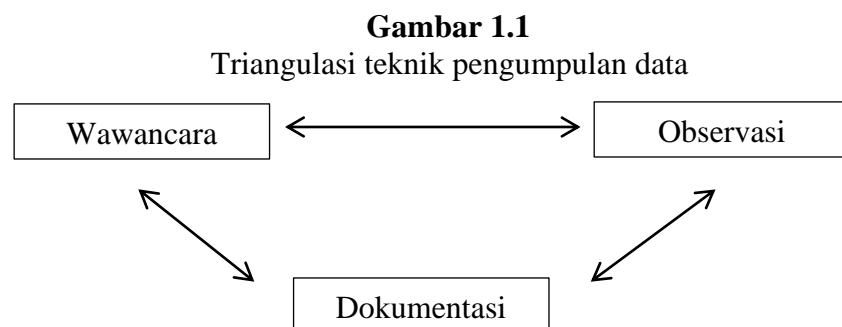 Gambar 1.1
Triangulasi teknik pengumpulan data
Wawancara
Observasi
Dokumentasi